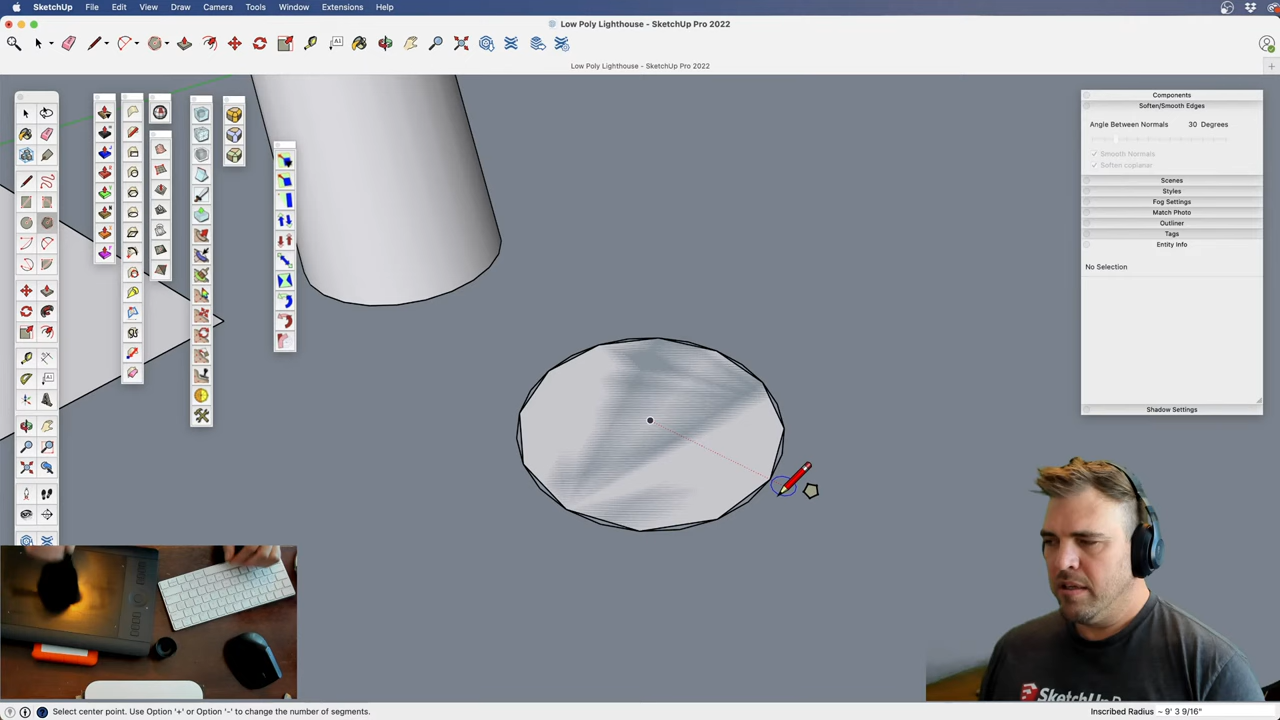 SketchUp File Edit View Draw Camera Tools Window Extensions Help
Low Poly Lighthouse - SketchUp Pro 2022
Low Poly Lighthouse - SketchUp Pro 2022
Components
Soften/Smooth Edges
Angle Between Normals 30 Degrees
Smooth Normals
Soften coplanar
Scenes
Styles
Fog Settings
Match Photo
Outliner
Tags
Entity Info
No Selection
Shadow Settings
Select center point. Use Option '+' or Option '-' to change the number of segments.
Inscribed Radius ~ 9' 3 9/16"